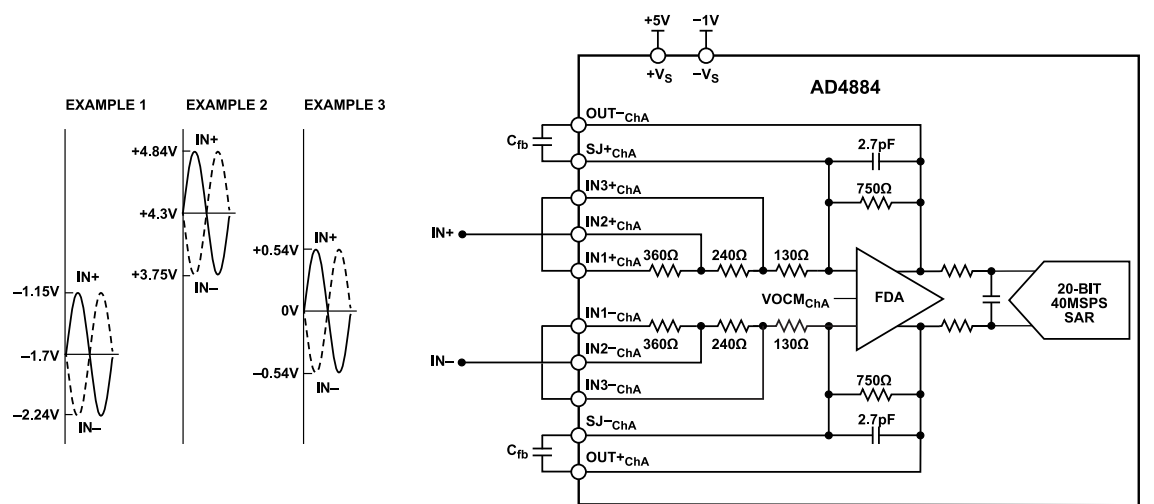 EXAMPLE 1
IN+
–1.15V
–1.7V
–2.24V
IN–
EXAMPLE 2
IN+
+4.84V
+4.3V
+3.75V
IN–
EXAMPLE 3
IN+
+0.54V
0V
–0.54V
IN–
+5V
–1V
+VS
–VS
AD4884
OUT–ChA
Cfb
SJ+ChA
2.7pF
750Ω
IN3+ChA
IN+
IN2+ChA
IN1+ChA
360Ω
240Ω
130Ω
VOCMChA
FDA
20-BIT
40MSPS
SAR
IN1–ChA
360Ω
240Ω
130Ω
IN–
IN2–ChA
IN3–ChA
750Ω
SJ–ChA
2.7pF
Cfb
OUT+ChA